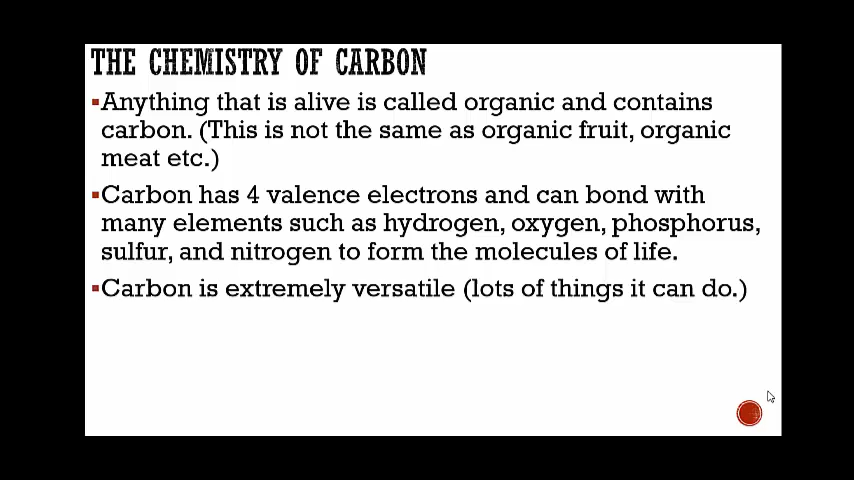 THE CHEMISTRY OF CARBON
▪Anything that is alive is called organic and contains
carbon. (This is not the same as organic fruit, organic
meat etc.)
▪Carbon has 4 valence electrons and can bond with
many elements such as hydrogen, oxygen, phosphorus,
sulfur, and nitrogen to form the molecules of life.
▪Carbon is extremely versatile (lots of things it can do.)